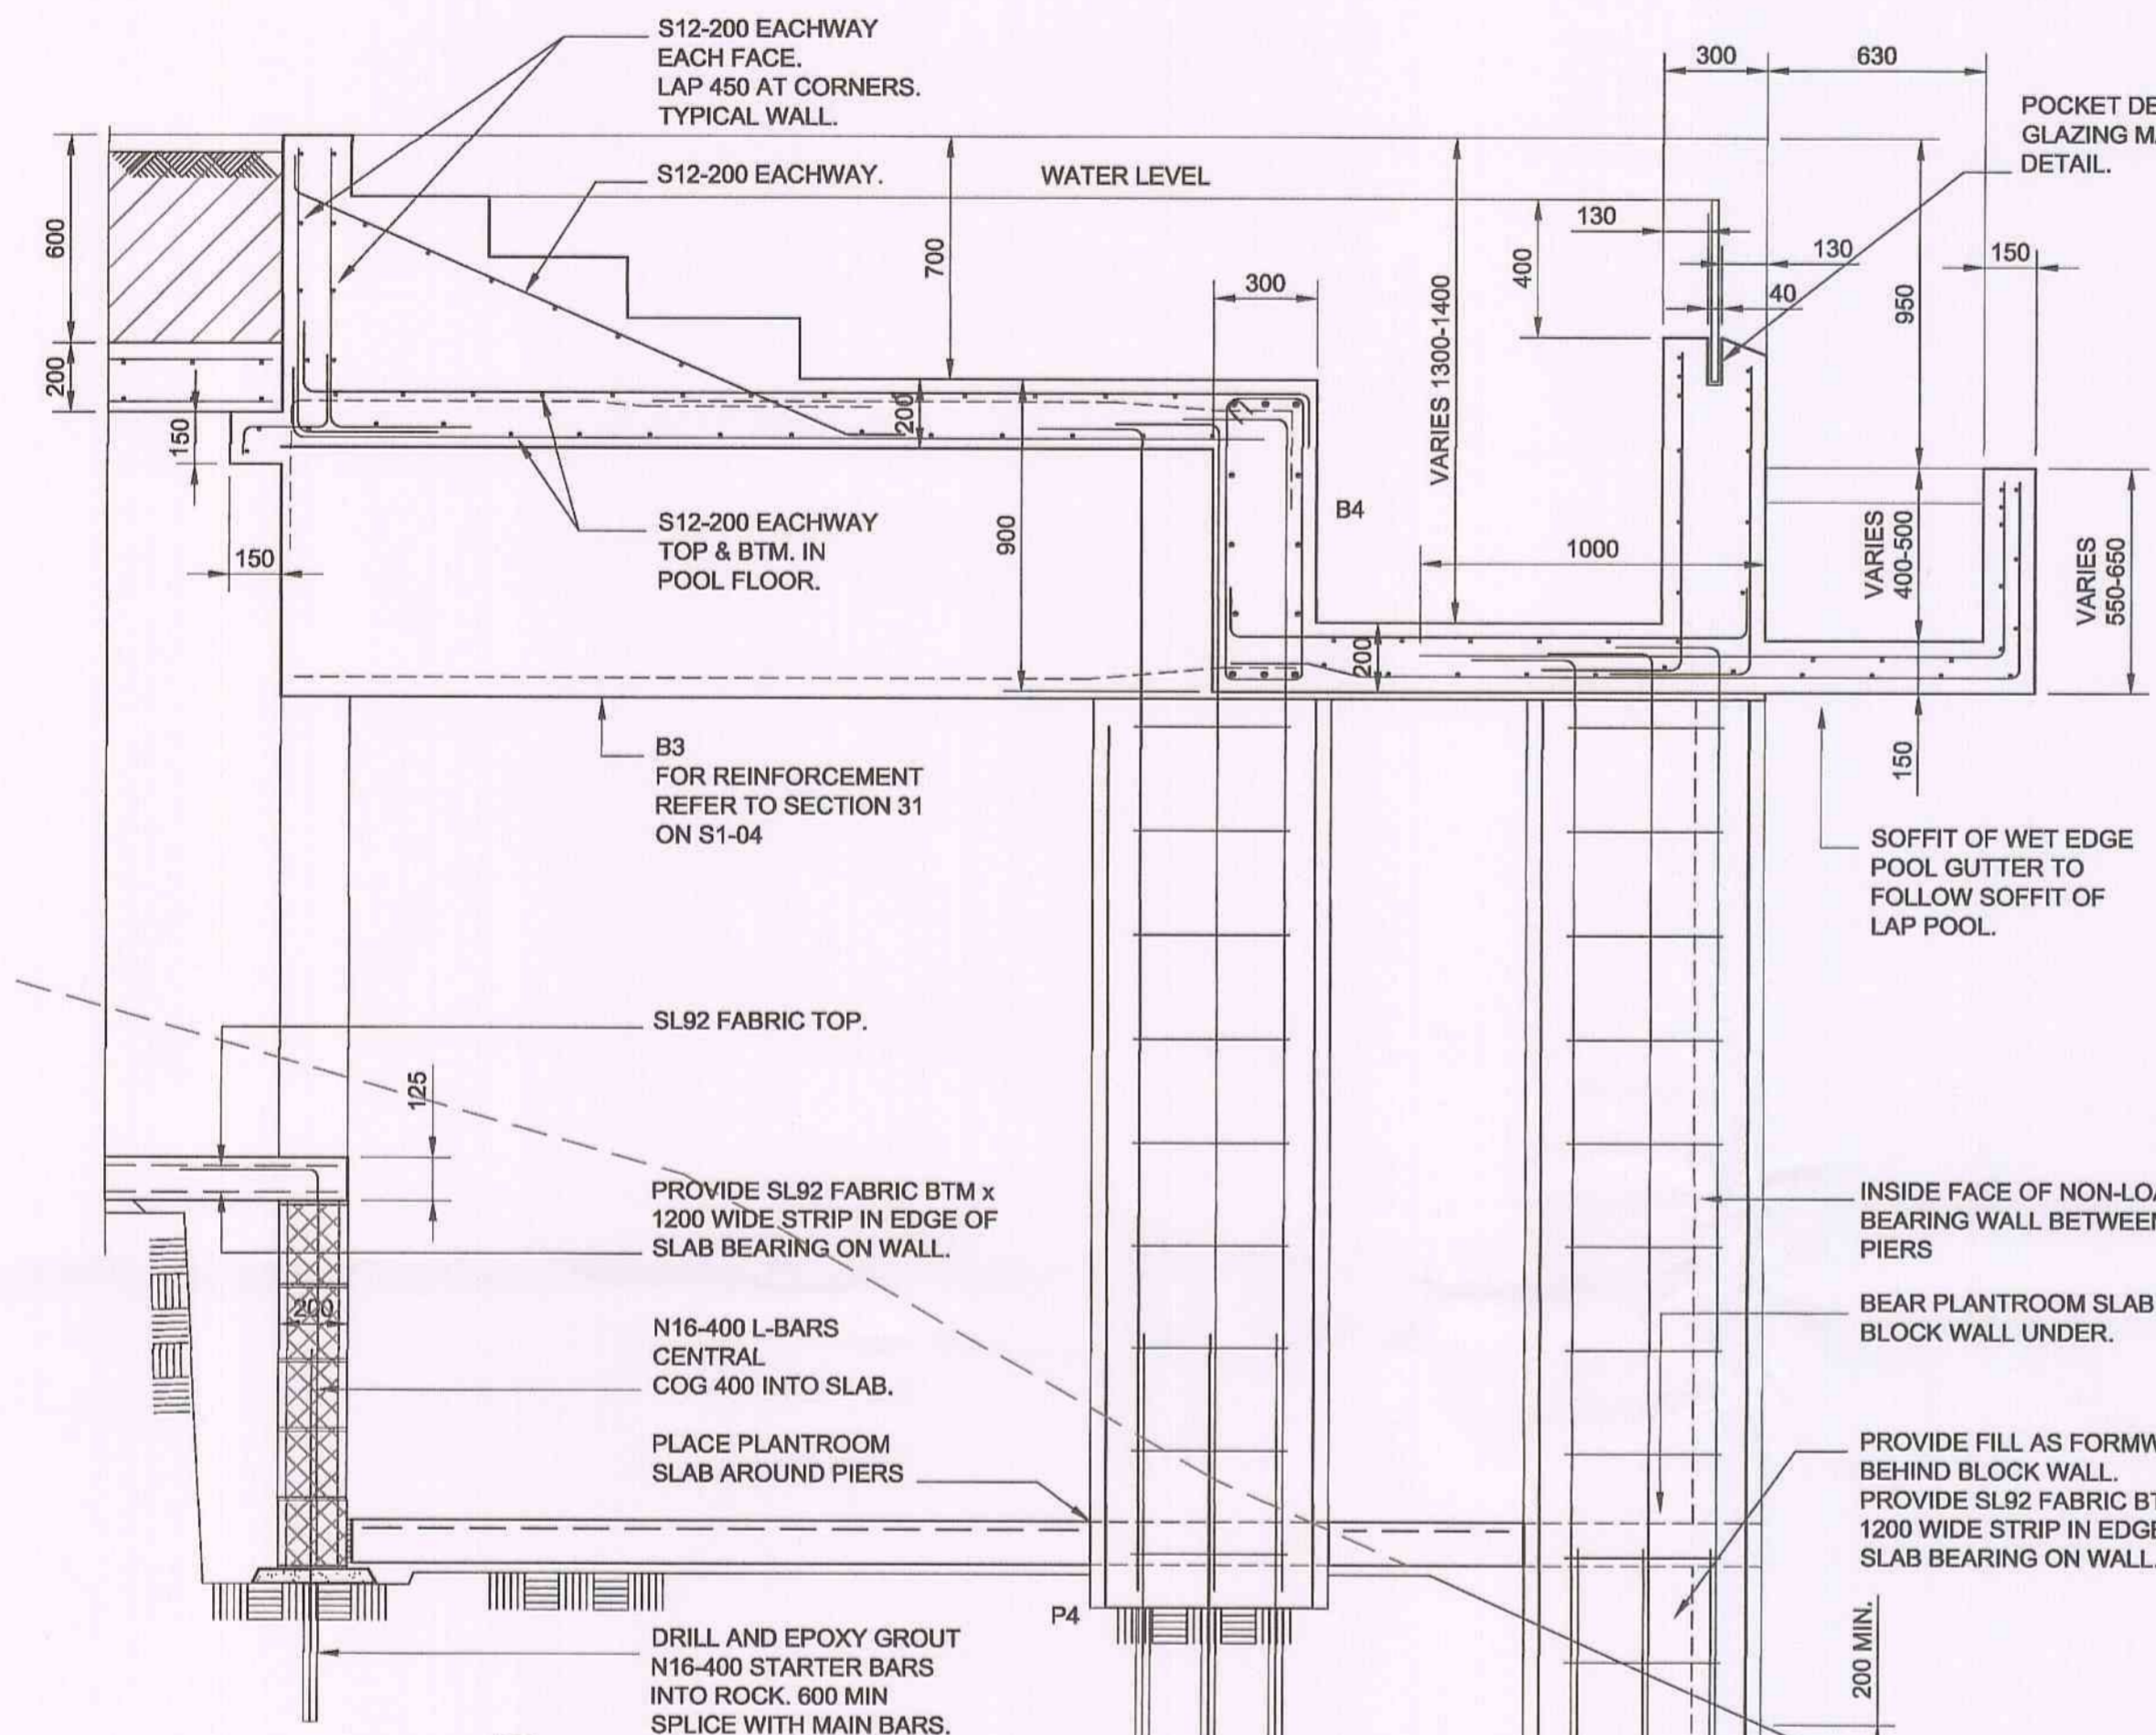 S12-200 EACHWAY
EACH FACE.
LAP 450 AT CORNERS.
TYPICAL WALL.
S12-200 EACHWAY.
WATER LEVEL
300
630
POCKET DE
GLAZING MA
DETAIL.
600
200
150
150
700
300
VARIES 1300-1400
400
130
130
40
150
950
200
900
S12-200 EACHWAY
TOP & BTM. IN
POOL FLOOR.
B4
1000
200
VARIES
400-500
VARIES
550-650
150
B3
FOR REINFORCEMENT
REFER TO SECTION 31
ON S1-04
SOFFIT OF WET EDGE
POOL GUTTER TO
FOLLOW SOFFIT OF
LAP POOL.
SL92 FABRIC TOP.
125
PROVIDE SL92 FABRIC BTM x
1200 WIDE STRIP IN EDGE OF
SLAB BEARING ON WALL.
200
N16-400 L-BARS
CENTRAL
COG 400 INTO SLAB.
PLACE PLANTROOM
SLAB AROUND PIERS
P4
DRILL AND EPOXY GROUT
N16-400 STARTER BARS
INTO ROCK. 600 MIN
SPLICE WITH MAIN BARS.
INSIDE FACE OF NON-LOA
BEARING WALL BETWEEN
PIERS
BEAR PLANTROOM SLAB
BLOCK WALL UNDER.
PROVIDE FILL AS FORMW
BEHIND BLOCK WALL.
PROVIDE SL92 FABRIC BT
1200 WIDE STRIP IN EDGE
SLAB BEARING ON WALL.
200 MIN.